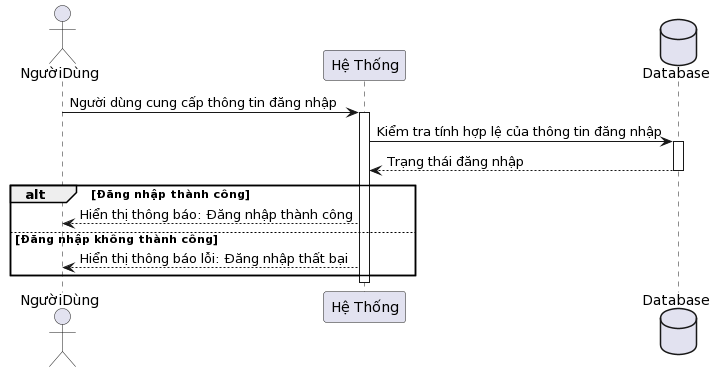 NgườiDùng
Hệ Thống
Database
Người dùng cung cấp thông tin đăng nhập
Kiểm tra tính hợp lệ của thông tin đăng nhập
Trạng thái đăng nhập
alt [Đăng nhập thành công]
Hiển thị thông báo: Đăng nhập thành công
[Đăng nhập không thành công]
Hiển thị thông báo lỗi: Đăng nhập thất bại
NgườiDùng
Hệ Thống
Database